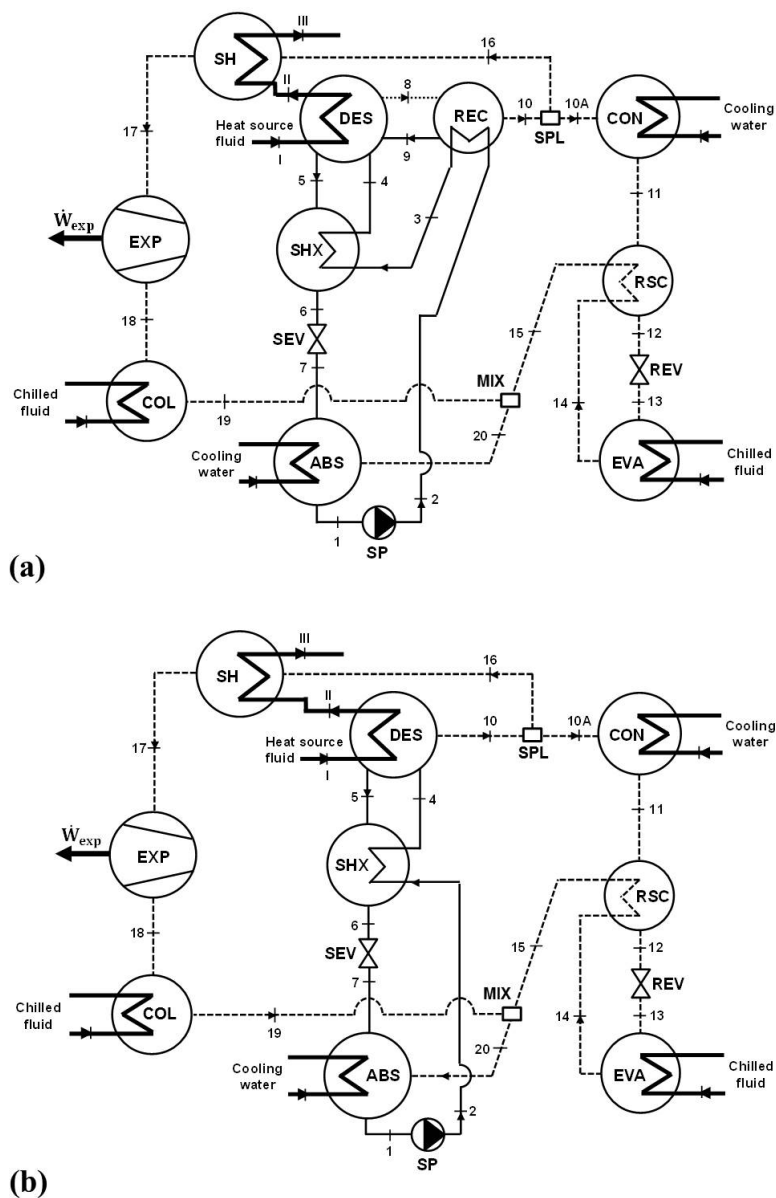 III
SH
16
II
8
DES
REC
10
10A
CON
SPL
Cooling
water
17
Heat source
fluid
I
9
5
4
3
11
Ẇexp
EXP
SHX
RSC
6
15
12
18
SEV
REV
7
MIX
14
13
Chilled
fluid
COL
19
20
Cooling
water
ABS
EVA
Chilled
fluid
2
1
SP
(a)
III
SH
16
II
10
10A
DES
CON
SPL
Cooling
water
17
Heat source
fluid
I
5
4
11
Ẇexp
EXP
SHX
RSC
6
15
12
18
SEV
REV
7
MIX
14
13
Chilled
fluid
COL
19
20
Cooling
water
ABS
EVA
Chilled
fluid
2
1
SP
(b)